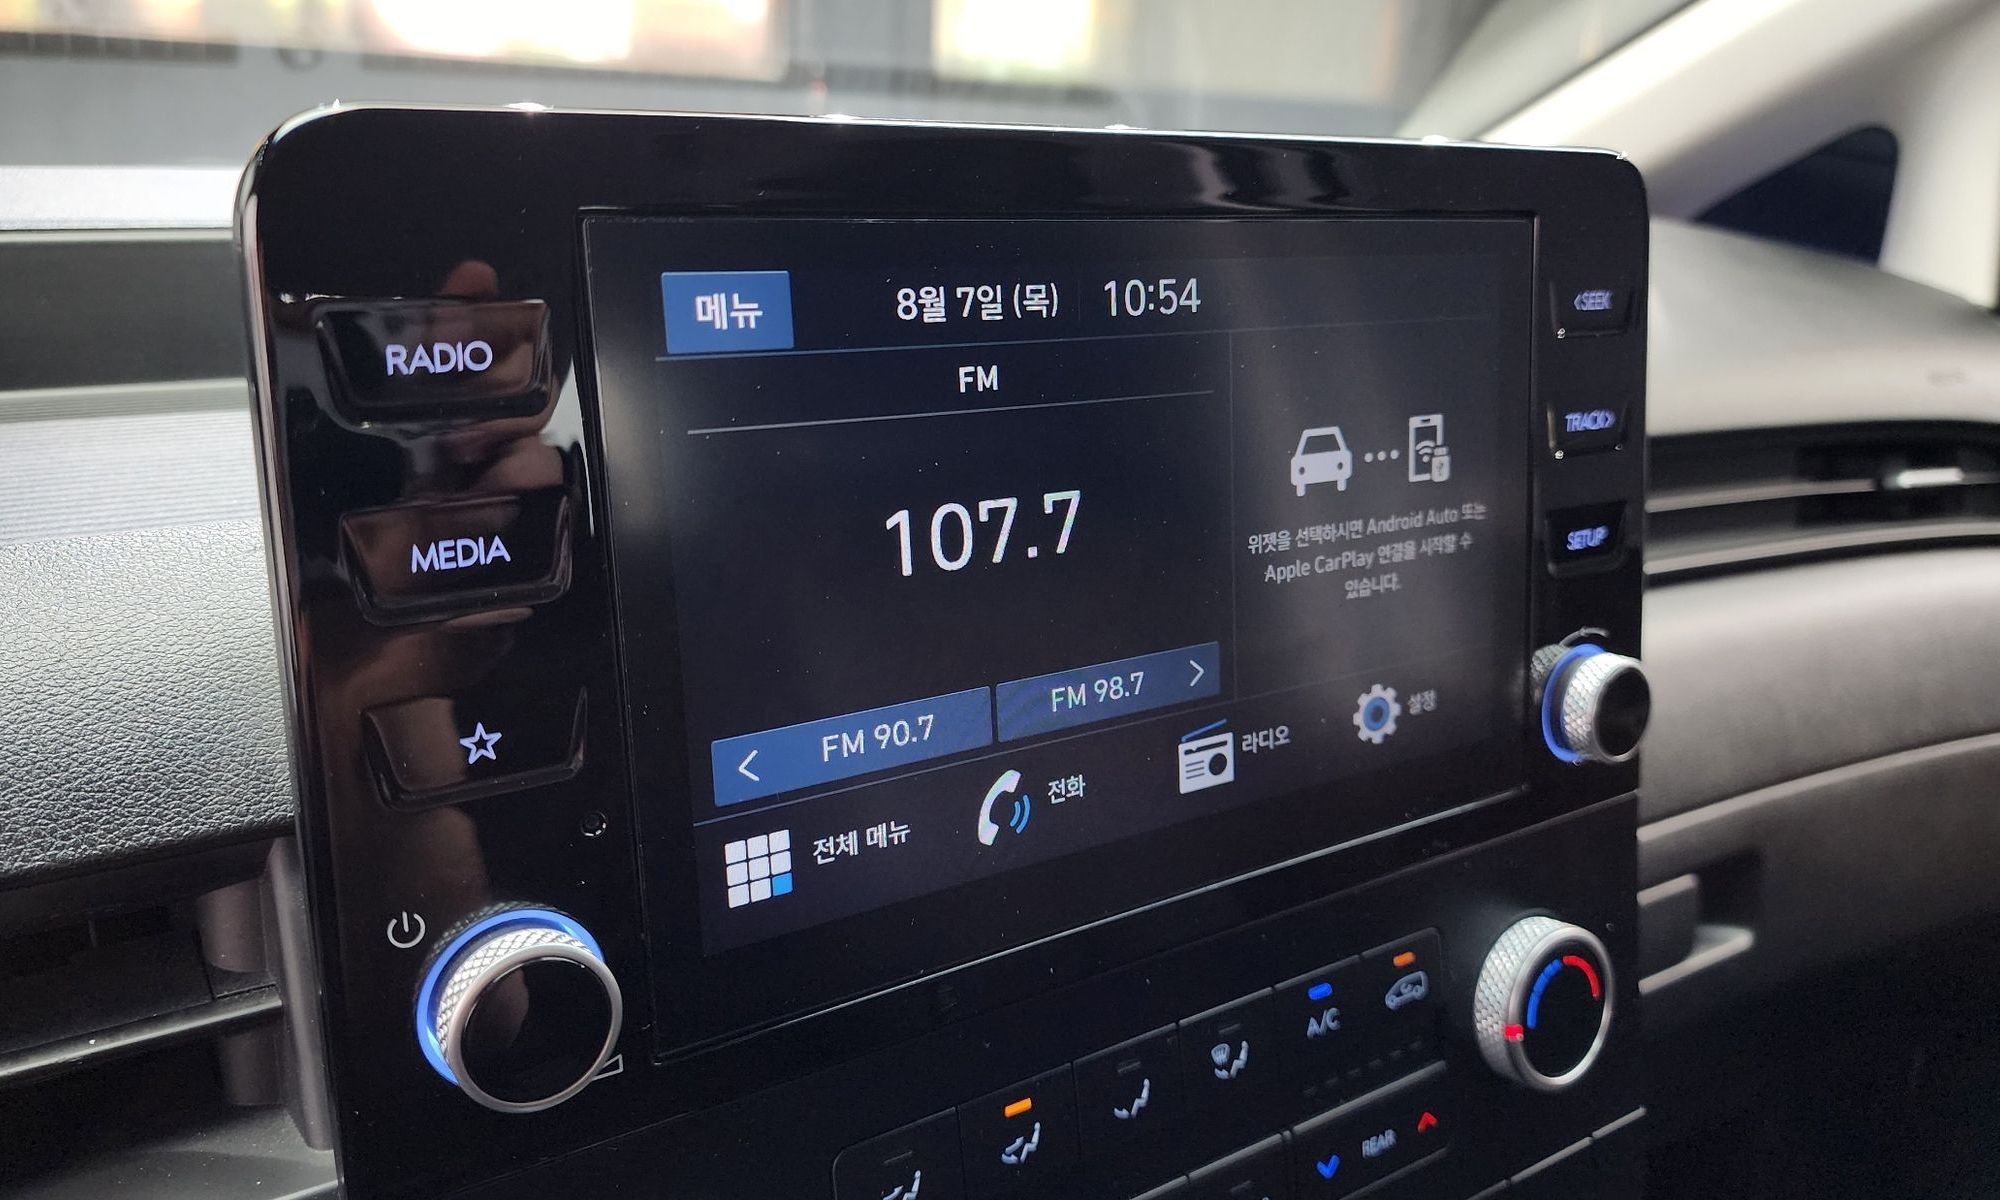 RADIO
MEDIA
메뉴
8월 7일 (목) 10:54
FM
107.7
FM 90.7
FM 98.7
위젯을 선택하시면 Android Auto 또는
Apple CarPlay 연결을 시작할 수
있습니다.
전체 메뉴
전화
라디오
설정
<SEEK
TRACK>
SETUP
A/C
REAR